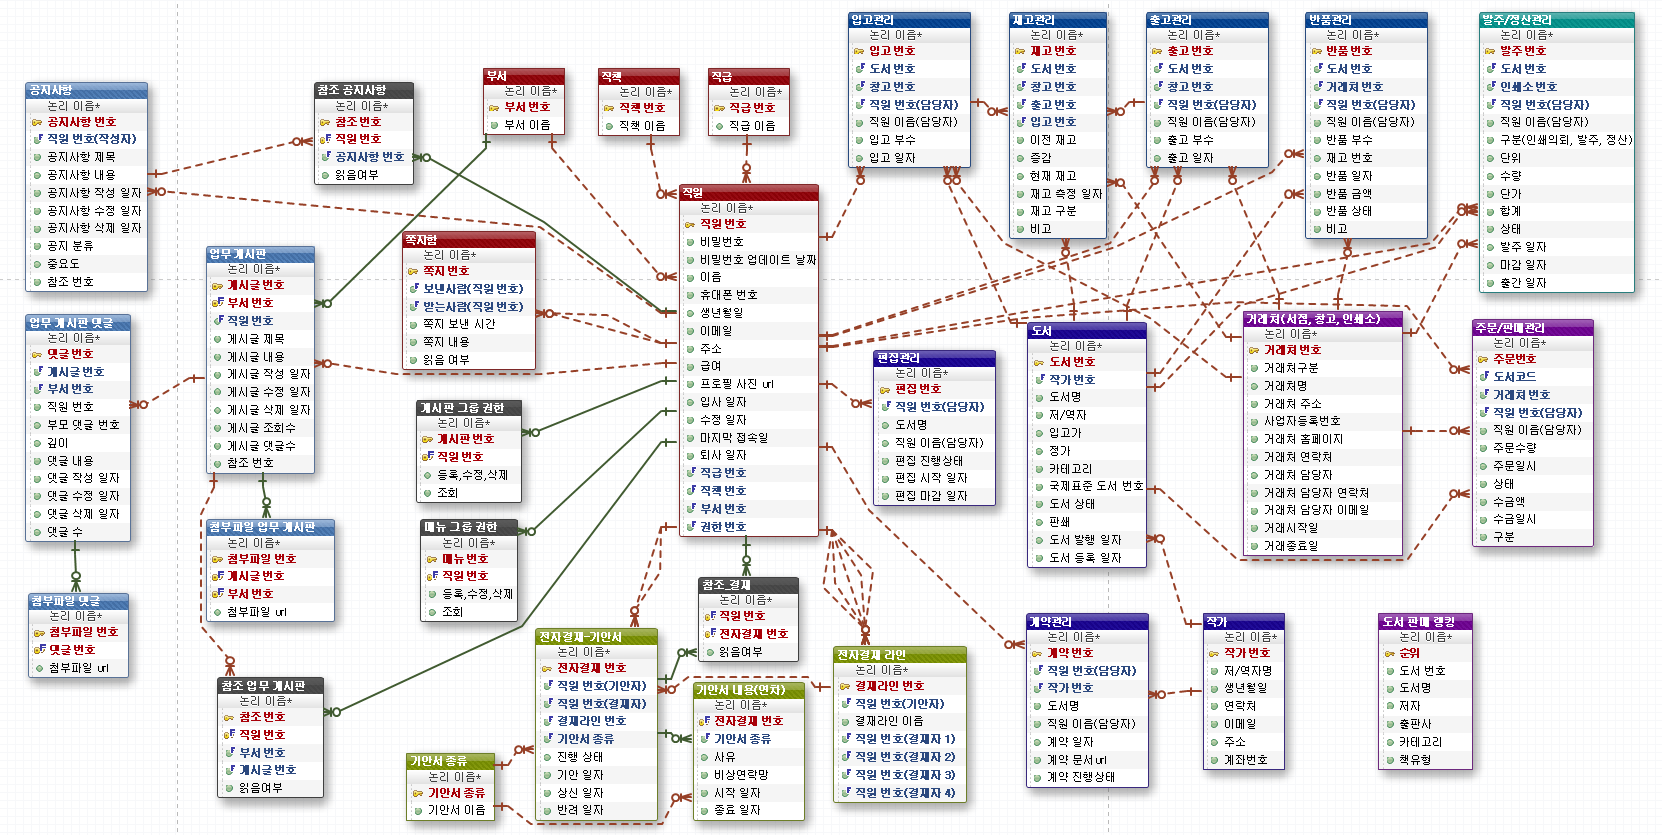 공지사항
논리 이름*
공지사항 번호
직원 번호(작성자)
공지사항 제목
공지사항 내용
공지사항 작성 일자
공지사항 수정 일자
공지사항 삭제 일자
공지 분류
중요도
참조 번호
참조 공지사항
논리 이름*
참조 번호
직원 번호
공지사항 번호
읽음여부
부서
논리 이름*
부서 번호
부서 이름
직책
논리 이름*
직책 번호
직책 이름
직급
논리 이름*
직급 번호
직급 이름
입고관리
논리 이름*
입고 번호
도서 번호
창고 번호
직원 번호(담당자)
직원 이름(담당자)
입고 부수
입고 일자
재고관리
논리 이름*
재고 번호
도서 번호
창고 번호
출고 번호
입고 번호
이전 재고
증감
현재 재고
재고 측정 일자
재고 구분
비고
출고관리
논리 이름*
출고 번호
도서 번호
창고 번호
직원 번호(담당자)
직원 이름(담당자)
출고 부수
출고 일자
반품관리
논리 이름*
반품 번호
도서 번호
거래처 번호
직원 번호(담당자)
직원 이름(담당자)
반품 부수
재고 번호
반품 일자
반품 금액
반품 상태
비고
발주/정산관리
논리 이름*
발주 번호
도서 번호
인쇄소 번호
직원 번호(담당자)
직원 이름(담당자)
구분(인쇄의뢰, 발주, 정산)
단위
수량
단가
합계
상태
발주 일자
마감 일자
출간 일자
업무 게시판
논리 이름*
게시글 번호
부서 번호
직원 번호
게시글 제목
게시글 내용
게시글 작성 일자
게시글 수정 일자
게시글 삭제 일자
게시글 조회수
게시글 댓글수
참조 번호
쪽지함
논리 이름*
쪽지 번호
보낸사람(직원 번호)
받는사람(직원 번호)
쪽지 보낸 시간
쪽지 내용
읽음 여부
직원
논리 이름*
직원 번호
비밀번호
비밀번호 업데이트 날짜
이름
휴대폰 번호
생년월일
이메일
주소
급여
프로필 사진 url
입사 일자
수정 일자
마지막 접속일
퇴사 일자
직급 번호
직책 번호
부서 번호
권한 번호
업무 게시판 댓글
논리 이름*
댓글 번호
게시글 번호
부서 번호
직원 번호
부모 댓글 번호
깊이
댓글 내용
댓글 작성 일자
댓글 수정 일자
댓글 삭제 일자
댓글 수
편집관리
논리 이름*
편집 번호
직원 번호(담당자)
도서명
직원 이름(담당자)
편집 진행상태
편집 시작 일자
편집 마감 일자
도서
논리 이름*
도서 번호
작가 번호
도서명
저/역자
입고가
정가
카테고리
국제표준 도서 번호
도서 상태
판쇄
도서 발행 일자
도서 등록 일자
거래처(서점, 창고, 인쇄소)
논리 이름*
거래처 번호
거래처구분
거래처명
거래처 주소
사업자등록번호
거래처 홈페이지
거래처 연락처
거래처 담당자
거래처 담당자 연락처
거래처 담당자 이메일
거래시작일
거래종료일
주문/판매관리
논리 이름*
주문번호
도서코드
거래처 번호
직원 번호(담당자)
직원 이름(담당자)
주문수량
주문일시
상태
수금액
수금일시
구분
게시판 그룹 권한
논리 이름*
게시판 번호
직원 번호
등록,수정,삭제
조회
메뉴 그룹 권한
논리 이름*
메뉴 번호
직원 번호
등록,수정,삭제
조회
첨부파일 업무 게시판
논리 이름*
첨부파일 번호
게시글 번호
부서 번호
첨부파일 url
첨부파일 댓글
논리 이름*
첨부파일 번호
댓글 번호
첨부파일 url
참조_결재
논리 이름*
직원 번호
전자결재 번호
읽음여부
전자결재-기안서
논리 이름*
전자결재 번호
직원 번호(기안자)
직원 번호(결재자)
결재라인 번호
기안서 종류
진행 상태
기안 일자
상신 일자
반려 일자
참조 업무 게시판
논리 이름*
참조 번호
직원 번호
부서 번호
게시글 번호
읽음여부
기안서 종류
논리 이름*
기안서 종류
기안서 이름
기안서 내용(연차)
논리 이름*
전자결재 번호
기안서 종류
사유
비상연락망
시작 일자
종료 일자
전자결재 라인
논리 이름*
결재라인 번호
직원 번호(기안자)
결재라인 이름
직원 번호(결재자 1)
직원 번호(결재자 2)
직원 번호(결재자 3)
직원 번호(결재자 4)
계약관리
논리 이름*
계약 번호
직원 번호(담당자)
작가 번호
도서명
직원 이름(담당자)
계약 일자
계약 문서url
계약 진행상태
작가
논리 이름*
작가 번호
저/역자명
생년월일
연락처
이메일
주소
계좌번호
도서 판매 랭킹
논리 이름*
순위
도서 번호
도서명
저자
출판사
카테고리
책유형